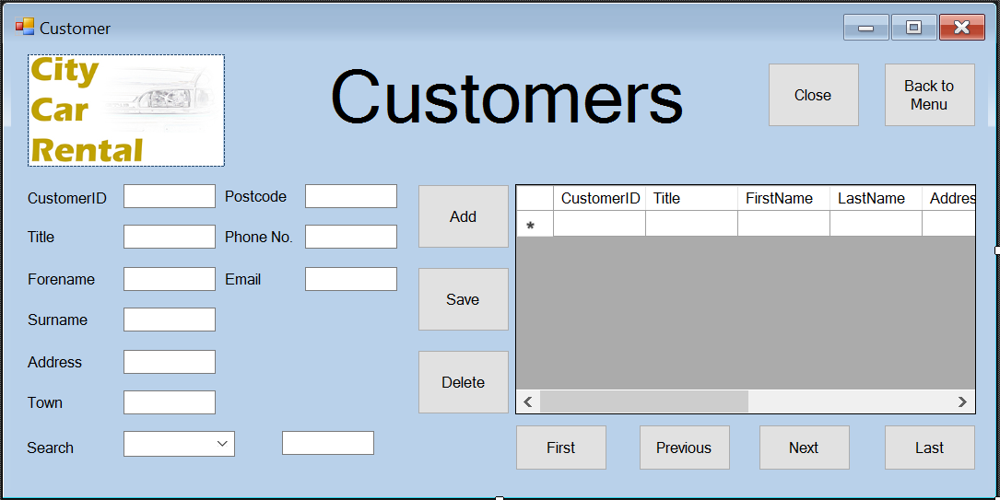 Customer
City
Car
Rental
Customers
Close
Back to
Menu
CustomerID
Postcode
Title
Phone No.
Forename
Email
Surname
Address
Town
Search
Add
Save
Delete
CustomerID Title FirstName LastName Addres
*
First
Previous
Next
Last